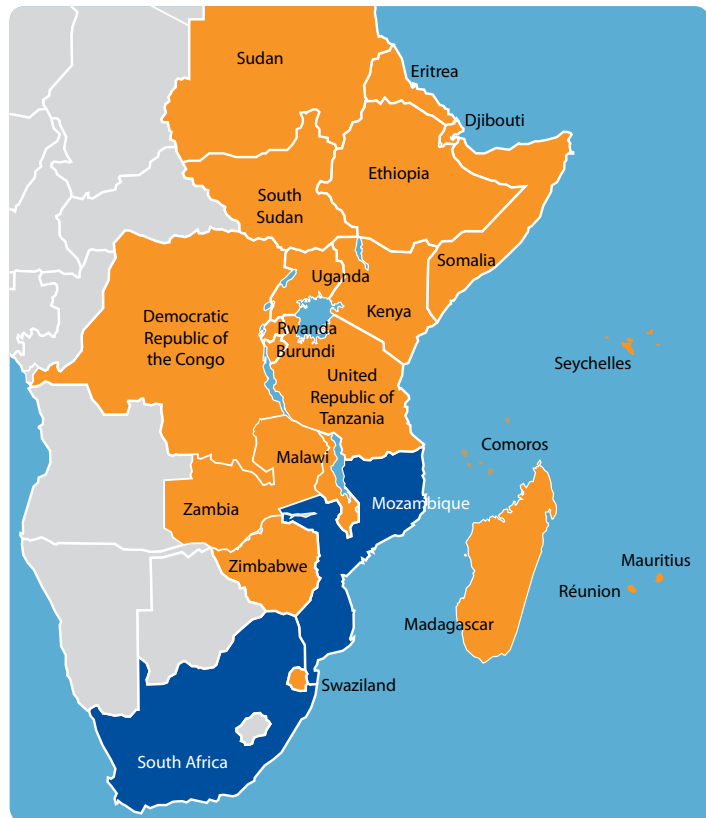 Sudan
Eritrea
Djibouti
Ethiopia
South
Sudan
Somalia
Uganda
Kenya
Democratic
Republic of
the Congo
Rwanda
Burundi
Seychelles
United
Republic of
Tanzania
Comoros
Malawi
Mozambique
Zambia
Zimbabwe
Mauritius
Réunion
Madagascar
Swaziland
South Africa